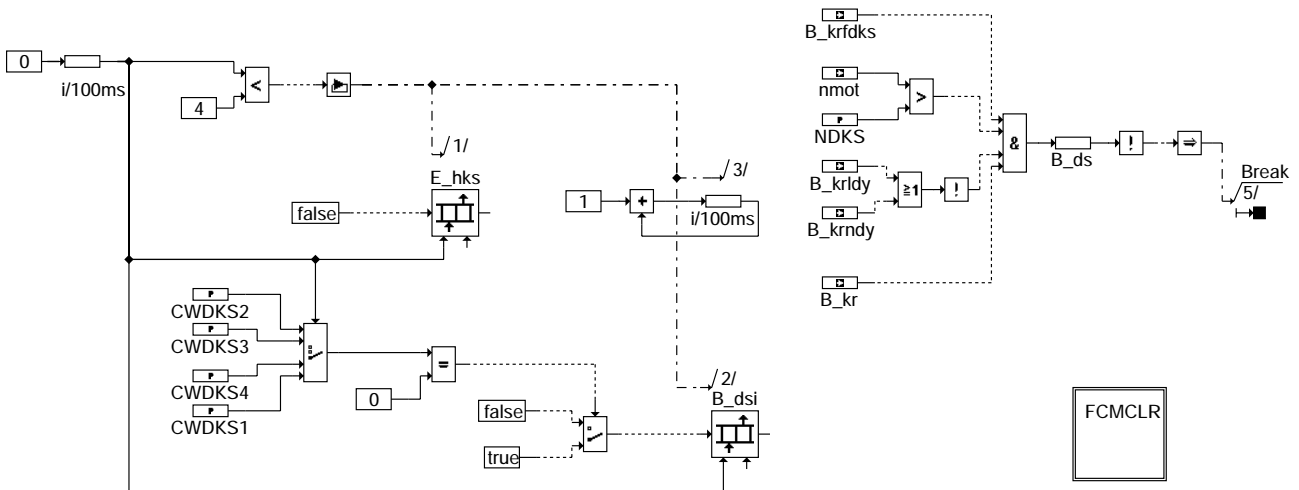 0
i/100ms
4
<
/1/
E_hks
false
CWDKS2
CWDKS3
CWDKS4
CWDKS1
0
=
false
true
1
+
i/100ms
/3/
/2/
B_dsi
B_krfdks
nmot
>
P
NDKS
B_krldy
≥1
!
B_krndy
B_kr
&
B_ds
!
⇒
Break
5/
FCMCLR
P
P
P
P